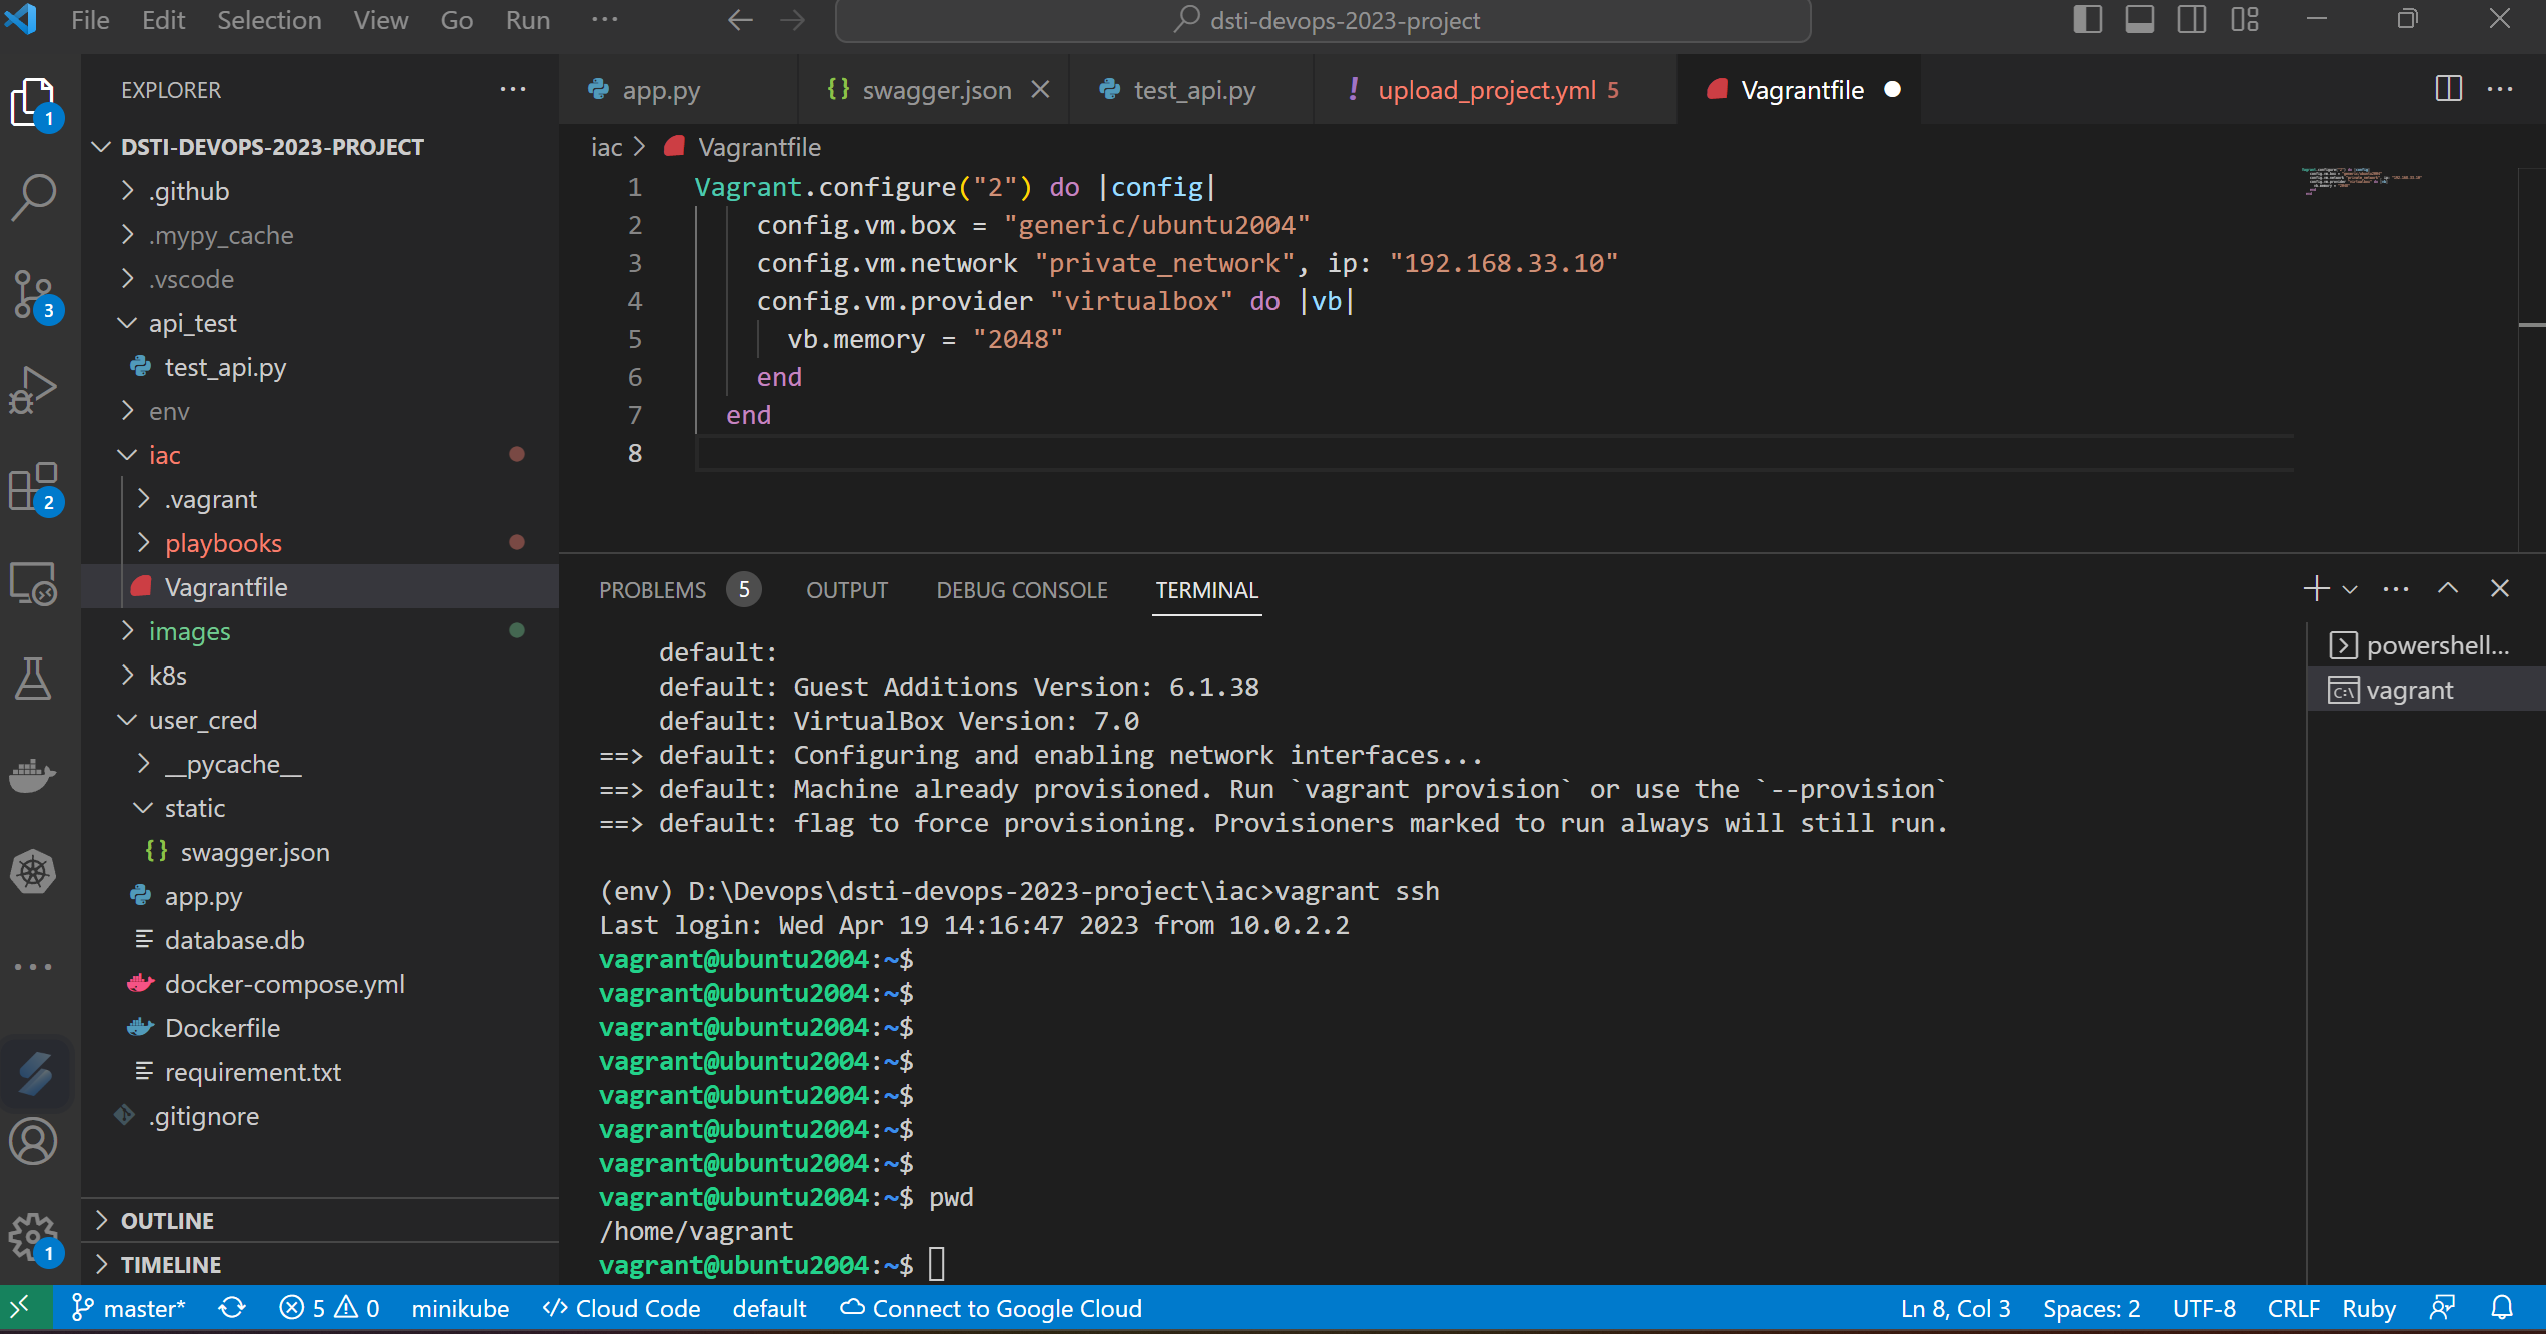 File Edit Selection View Go Run ··· dsti-devops-2023-project
EXPLORER ···
DSTI-DEVOPS-2023-PROJECT
.github
.mypy_cache
.vscode
api_test
test_api.py
env
iac
.vagrant
playbooks
Vagrantfile
images
k8s
user_cred
__pycache__
static
{} swagger.json
app.py
database.db
docker-compose.yml
Dockerfile
requirement.txt
.gitignore
OUTLINE
TIMELINE
1
3
2
1
app.py {} swagger.json test_api.py ! upload_project.yml 5 Vagrantfile
iac > Vagrantfile
1 Vagrant.configure("2") do |config|
2 config.vm.box = "generic/ubuntu2004"
3 config.vm.network "private_network", ip: "192.168.33.10"
4 config.vm.provider "virtualbox" do |vb|
5 vb.memory = "2048"
6 end
7 end
8
PROBLEMS 5 OUTPUT DEBUG CONSOLE TERMINAL
powershell...
vagrant
default:
default: Guest Additions Version: 6.1.38
default: VirtualBox Version: 7.0
==> default: Configuring and enabling network interfaces...
==> default: Machine already provisioned. Run `vagrant provision` or use the `--provision`
==> default: flag to force provisioning. Provisioners marked to run always will still run.
(env) D:\Devops\dsti-devops-2023-project\iac>vagrant ssh
Last login: Wed Apr 19 14:16:47 2023 from 10.0.2.2
vagrant@ubuntu2004:~$
vagrant@ubuntu2004:~$
vagrant@ubuntu2004:~$
vagrant@ubuntu2004:~$
vagrant@ubuntu2004:~$
vagrant@ubuntu2004:~$
vagrant@ubuntu2004:~$
vagrant@ubuntu2004:~$ pwd
/home/vagrant
vagrant@ubuntu2004:~$
master* 5 0 minikube </> Cloud Code default Connect to Google Cloud Ln 8, Col 3 Spaces: 2 UTF-8 CRLF Ruby